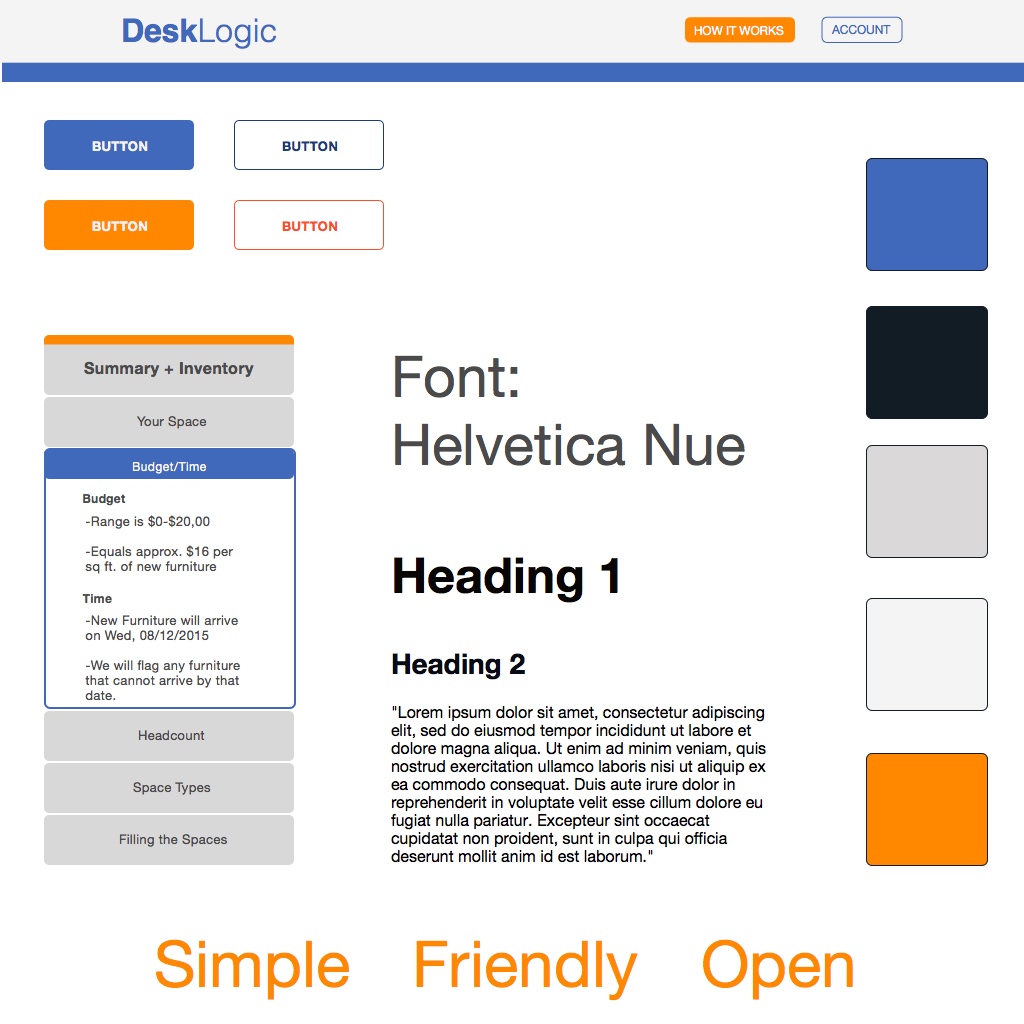 DeskLogic
HOW IT WORKS
ACCOUNT
BUTTON
BUTTON
BUTTON
BUTTON
Summary + Inventory
Your Space
Budget/Time
Budget
-Range is $0-$20,00
-Equals approx. $16 per
sq ft. of new furniture
Time
-New Furniture will arrive
on Wed, 08/12/2015
-We will flag any furniture
that cannot arrive by that
date.
Headcount
Space Types
Filling the Spaces
Font:
Helvetica Nue
Heading 1
Heading 2
"Lorem ipsum dolor sit amet, consectetur adipiscing
elit, sed do eiusmod tempor incididunt ut labore et
dolore magna aliqua. Ut enim ad minim veniam, quis
nostrud exercitation ullamco laboris nisi ut aliquip ex
ea commodo consequat. Duis aute irure dolor in
reprehenderit in voluptate velit esse cillum dolore eu
fugiat nulla pariatur. Excepteur sint occaecat
cupidatat non proident, sunt in culpa qui officia
deserunt mollit anim id est laborum."
Simple
Friendly
Open